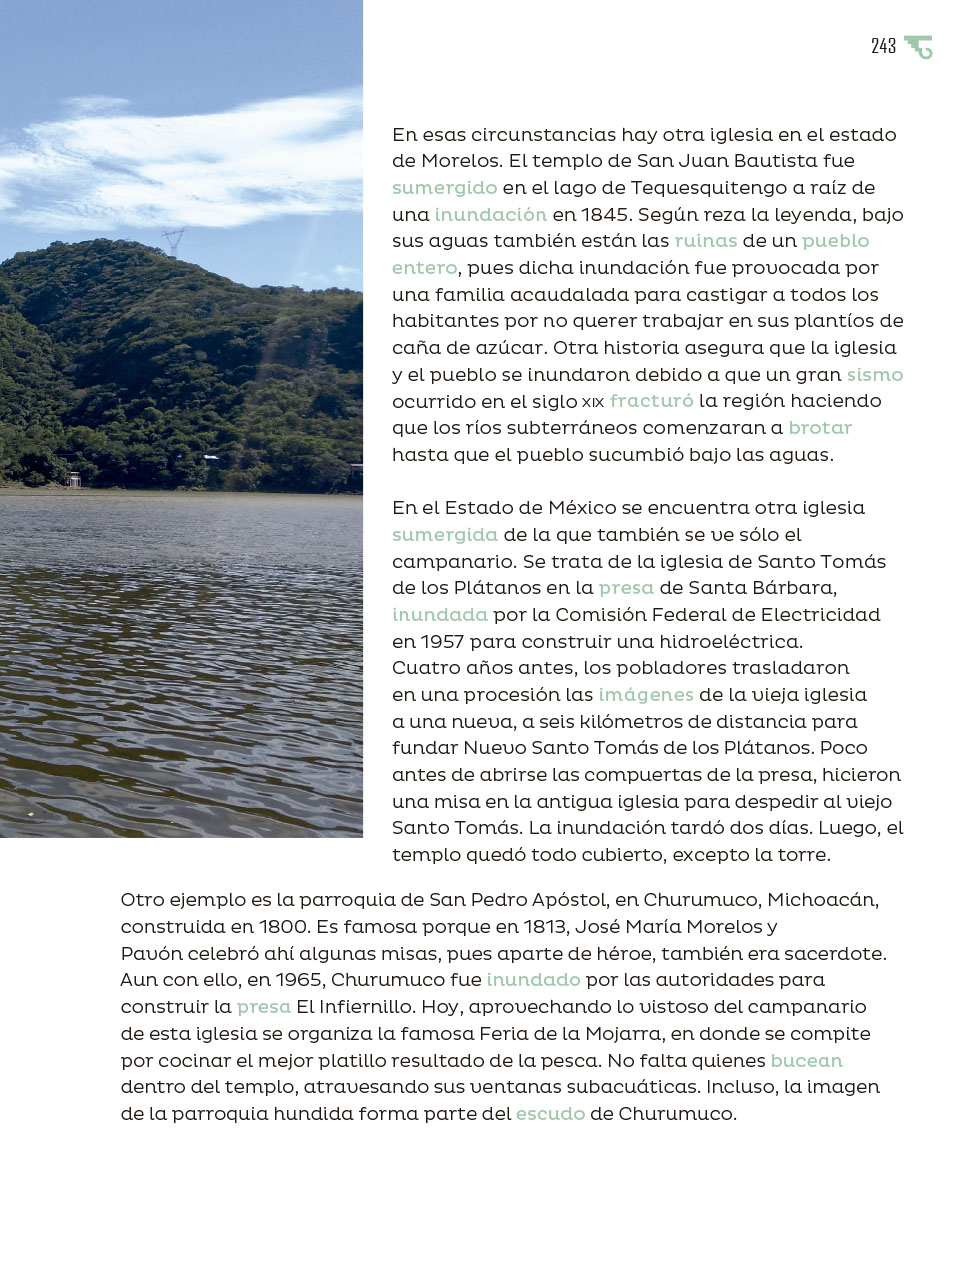 243
En esas circunstancias hay otra iglesia en el estado
de Morelos. El templo de San Juan Bautista fue
sumergido en el lago de Tequesquitengo a raíz de
una inundación en 1845. Según reza la leyenda, bajo
sus aguas también están las ruinas de un pueblo
entero, pues dicha inundación fue provocada por
una familia acaudalada para castigar a todos los
habitantes por no querer trabajar en sus plantíos de
caña de azúcar. Otra historia asegura que la iglesia
y el pueblo se inundaron debido a que un gran sismo
ocurrido en el siglo XIX fracturó la región haciendo
que los ríos subterráneos comenzaran a brotar
hasta que el pueblo sucumbió bajo las aguas.
En el Estado de México se encuentra otra iglesia
sumergida de la que también se ve sólo el
campanario. Se trata de la iglesia de Santo Tomás
de los Plátanos en la presa de Santa Bárbara,
inundada por la Comisión Federal de Electricidad
en 1957 para construir una hidroeléctrica.
Cuatro años antes, los pobladores trasladaron
en una procesión las imágenes de la vieja iglesia
a una nueva, a seis kilómetros de distancia para
fundar Nuevo Santo Tomás de los Plátanos. Poco
antes de abrirse las compuertas de la presa, hicieron
una misa en la antigua iglesia para despedir al viejo
Santo Tomás. La inundación tardó dos días. Luego, el
templo quedó todo cubierto, excepto la torre.
Otro ejemplo es la parroquia de San Pedro Apóstol, en Churumuco, Michoacán,
construida en 1800. Es famosa porque en 1813, José María Morelos y
Pavón celebró ahí algunas misas, pues aparte de héroe, también era sacerdote.
Aun con ello, en 1965, Churumuco fue inundado por las autoridades para
construir la presa El Infiernillo. Hoy, aprovechando lo vistoso del campanario
de esta iglesia se organiza la famosa Feria de la Mojarra, en donde se compite
por cocinar el mejor platillo resultado de la pesca. No falta quienes bucean
dentro del templo, atravesando sus ventanas subacuáticas. Incluso, la imagen
de la parroquia hundida forma parte del escudo de Churumuco.